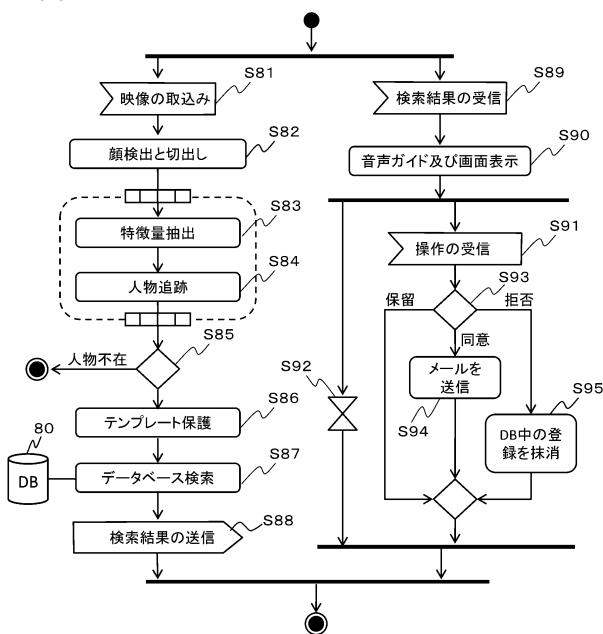 S81
映像の取込み
S82
顔検出と切出し
S83
特徴量抽出
S84
人物追跡
S85
人物不在
S86
テンプレート保護
80
DB
S87
データベース検索
S88
検索結果の送信
S89
検索結果の受信
S90
音声ガイド及び画面表示
S91
操作の受信
S93
保留
拒否
同意
S92
メールを
送信
S94
S95
DB中の登
録を抹消